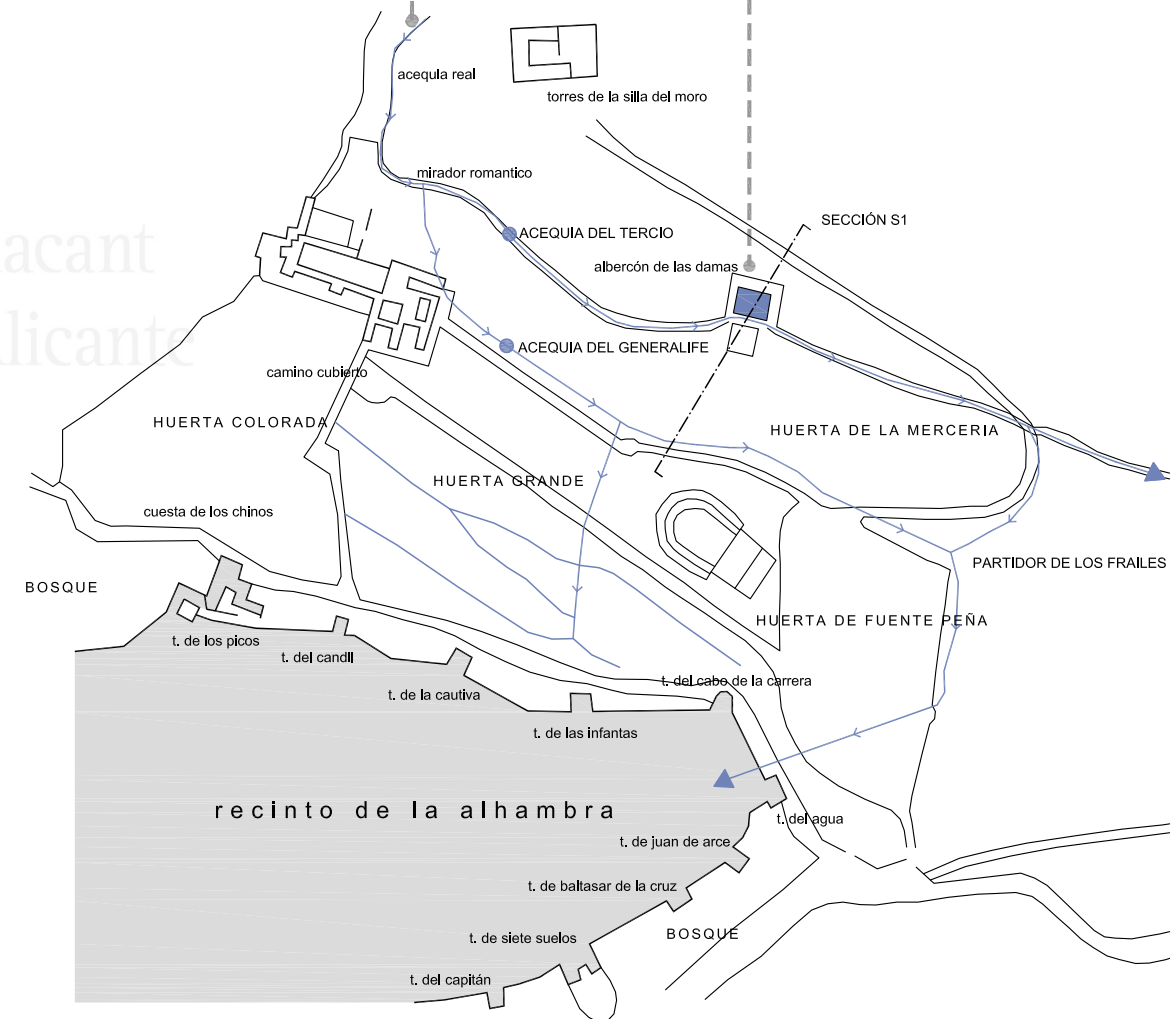 acequia real
torres de la silla del moro
mirador romantico
SECCIÓN S1
ACEQUIA DEL TERCIO
acant
licante
albercón de las damas
ACEQUIA DEL GENERALIFE
camino cubierto
HUERTA COLORADA
HUERTA DE LA MERCERIA
HUERTA GRANDE
cuesta de los chinos
PARTIDOR DE LOS FRAILES
BOSQUE
HUERTA DE FUENTE PEÑA
t. de los picos
t. del candil
t. del cabo de la carrera
t. de la cautiva
t. de las infantas
recinto de la alhambra
t. del agua
t. de juan de arce
t. de baltasar de la cruz
t. de siete suelos
BOSQUE
t. del capitán